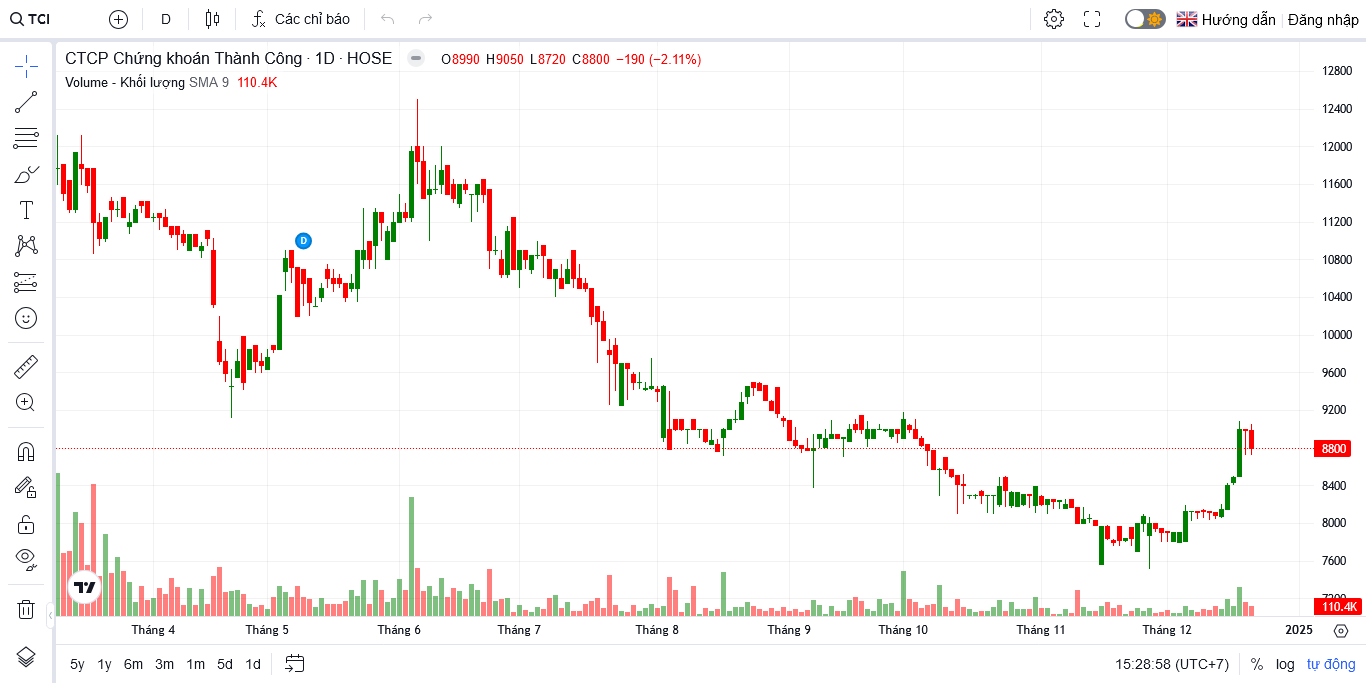 TCI D Các chỉ báo Hướng dẫn Đăng nhập
CTCP Chứng khoán Thành Công · 1D · HOSE O8990 H9050 L8720 C8800 −190 (−2.11%)
Volume - Khối lượng SMA 9 110.4K
D
12800
12400
12000
11600
11200
10800
10400
10000
9600
9200
8800
8400
8000
7600
7200
110.4K
Tháng 4 Tháng 5 Tháng 6 Tháng 7 Tháng 8 Tháng 9 Tháng 10 Tháng 11 Tháng 12 2025
5y 1y 6m 3m 1m 5d 1d 15:28:58 (UTC+7) % log tự động